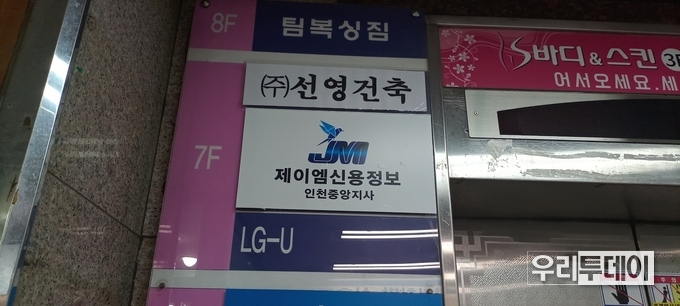 8F 팀복싱짐
(주)선영건축
7F
JM
제이엠신용정보
인천중앙지사
LG-U
S바디&스킨 3F
어서오세요.세
우리투데이